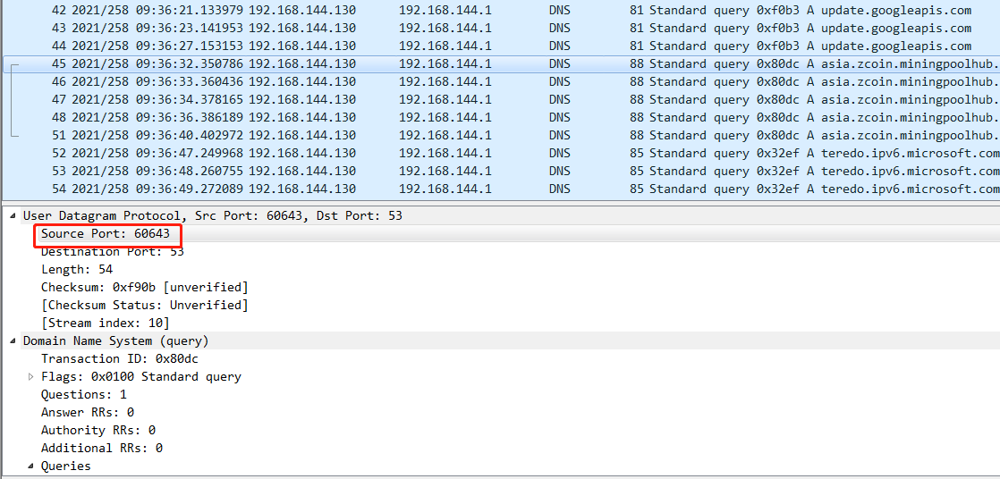 42 2021/258 09:36:21.133979 192.168.144.130 192.168.144.1 DNS 81 Standard query 0xf0b3 A update.googleapis.com
43 2021/258 09:36:23.141953 192.168.144.130 192.168.144.1 DNS 81 Standard query 0xf0b3 A update.googleapis.com
44 2021/258 09:36:27.153153 192.168.144.130 192.168.144.1 DNS 81 Standard query 0xf0b3 A update.googleapis.com
45 2021/258 09:36:32.350786 192.168.144.130 192.168.144.1 DNS 88 Standard query 0x80dc A asia.zcoin.miningpoolhub.
46 2021/258 09:36:33.360436 192.168.144.130 192.168.144.1 DNS 88 Standard query 0x80dc A asia.zcoin.miningpoolhub.
47 2021/258 09:36:34.378165 192.168.144.130 192.168.144.1 DNS 88 Standard query 0x80dc A asia.zcoin.miningpoolhub.
48 2021/258 09:36:36.386189 192.168.144.130 192.168.144.1 DNS 88 Standard query 0x80dc A asia.zcoin.miningpoolhub.
51 2021/258 09:36:40.402972 192.168.144.130 192.168.144.1 DNS 88 Standard query 0x80dc A asia.zcoin.miningpoolhub.
52 2021/258 09:36:47.249968 192.168.144.130 192.168.144.1 DNS 85 Standard query 0x32ef A teredo.ipv6.microsoft.com
53 2021/258 09:36:48.260755 192.168.144.130 192.168.144.1 DNS 85 Standard query 0x32ef A teredo.ipv6.microsoft.com
54 2021/258 09:36:49.272089 192.168.144.130 192.168.144.1 DNS 85 Standard query 0x32ef A teredo.ipv6.microsoft.com
User Datagram Protocol, Src Port: 60643, Dst Port: 53
Source Port: 60643
Destination Port: 53
Length: 54
Checksum: 0xf90b [unverified]
[Checksum Status: Unverified]
[Stream index: 10]
Domain Name System (query)
Transaction ID: 0x80dc
Flags: 0x0100 Standard query
Questions: 1
Answer RRs: 0
Authority RRs: 0
Additional RRs: 0
Queries